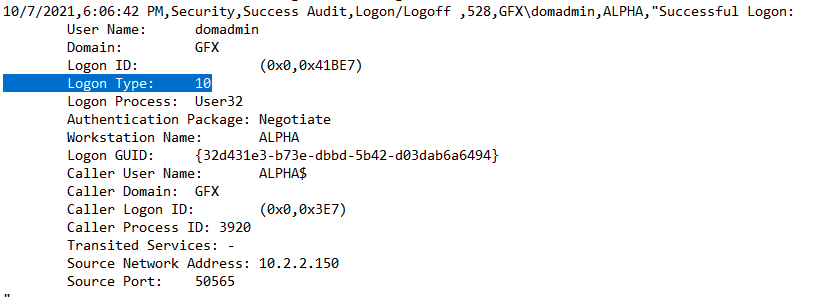 10/7/2021,6:06:42 PM,Security,Success Audit,Logon/Logoff ,528,GFX\domadmin,ALPHA,"Successful Logon:
User Name: domadmin
Domain: GFX
Logon ID: (0x0,0x41BE7)
Logon Type: 10
Logon Process: User32
Authentication Package: Negotiate
Workstation Name: ALPHA
Logon GUID: {32d431e3-b73e-dbbd-5b42-d03dab6a6494}
Caller User Name: ALPHA$
Caller Domain: GFX
Caller Logon ID: (0x0,0x3E7)
Caller Process ID: 3920
Transited Services: -
Source Network Address: 10.2.2.150
Source Port: 50565
"